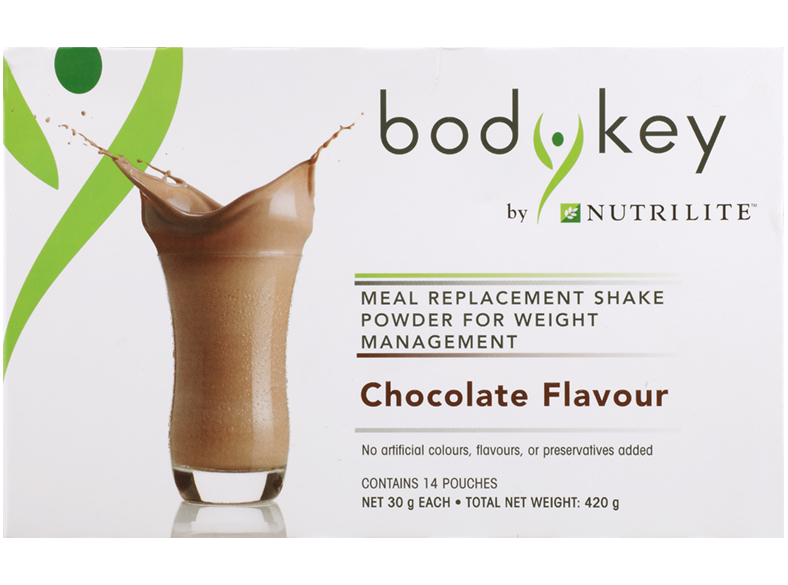 bodykey
by NUTRILITE™
MEAL REPLACEMENT SHAKE
POWDER FOR WEIGHT
MANAGEMENT
Chocolate Flavour
No artificial colours, flavours, or preservatives added
CONTAINS 14 POUCHES
NET 30 g EACH • TOTAL NET WEIGHT: 420 g